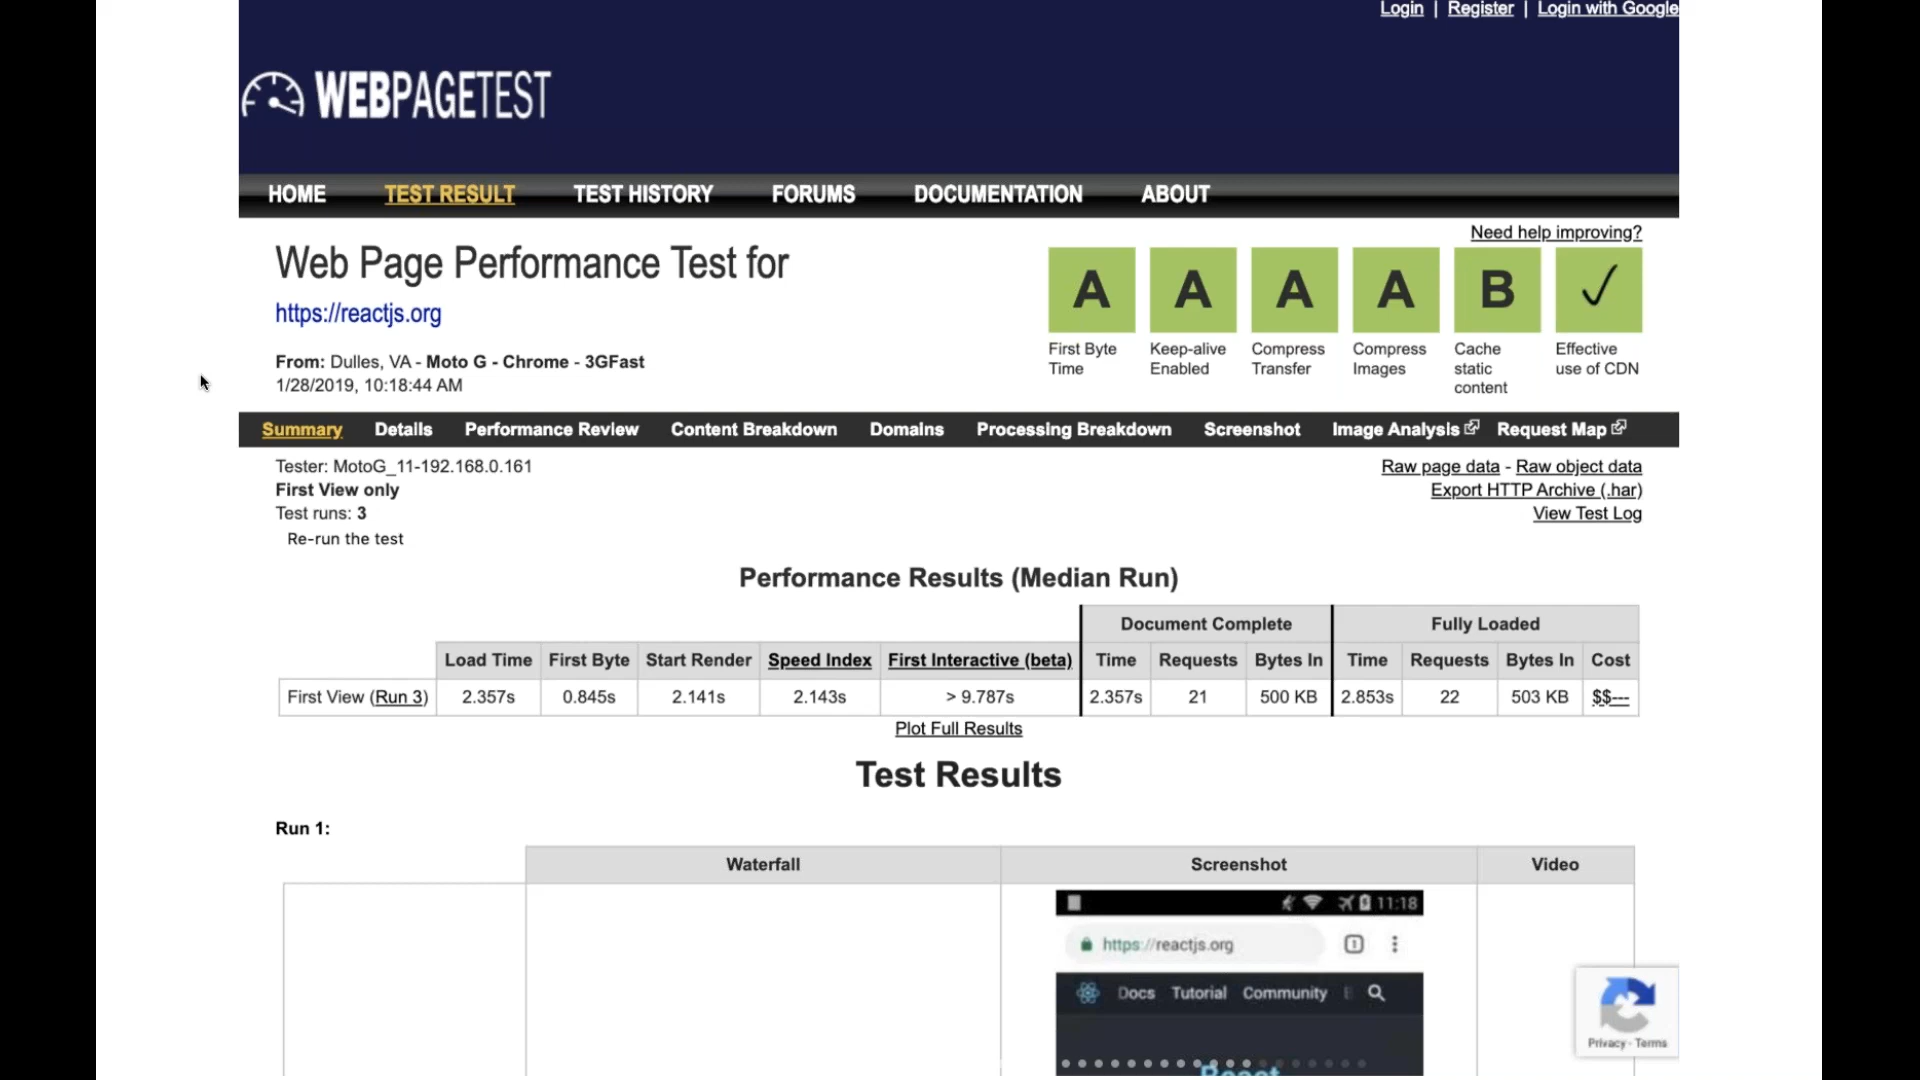 Login | Register | Login with Google
WEBPAGETEST
HOME TEST RESULT TEST HISTORY FORUMS DOCUMENTATION ABOUT
Need help improving?
Web Page Performance Test for
https://reactjs.org
From: Dulles, VA - Moto G - Chrome - 3GFast
1/28/2019, 10:18:44 AM
A A A A B ✓
First Byte Time
Keep-alive Enabled
Compress Transfer
Compress Images
Cache static content
Effective use of CDN
Summary Details Performance Review Content Breakdown Domains Processing Breakdown Screenshot Image Analysis Request Map
Tester: MotoG_11-192.168.0.161
First View only
Test runs: 3
Re-run the test
Raw page data - Raw object data
Export HTTP Archive (.har)
View Test Log
Performance Results (Median Run)
Document Complete Fully Loaded
Load Time First Byte Start Render Speed Index First Interactive (beta) Time Requests Bytes In Time Requests Bytes In Cost
First View (Run 3) 2.357s 0.845s 2.141s 2.143s > 9.787s 2.357s 21 500 KB 2.853s 22 503 KB $$---
Plot Full Results
Test Results
Run 1:
Waterfall Screenshot Video
11:18
https://reactjs.org 1
Docs Tutorial Community
React
Privacy - Terms